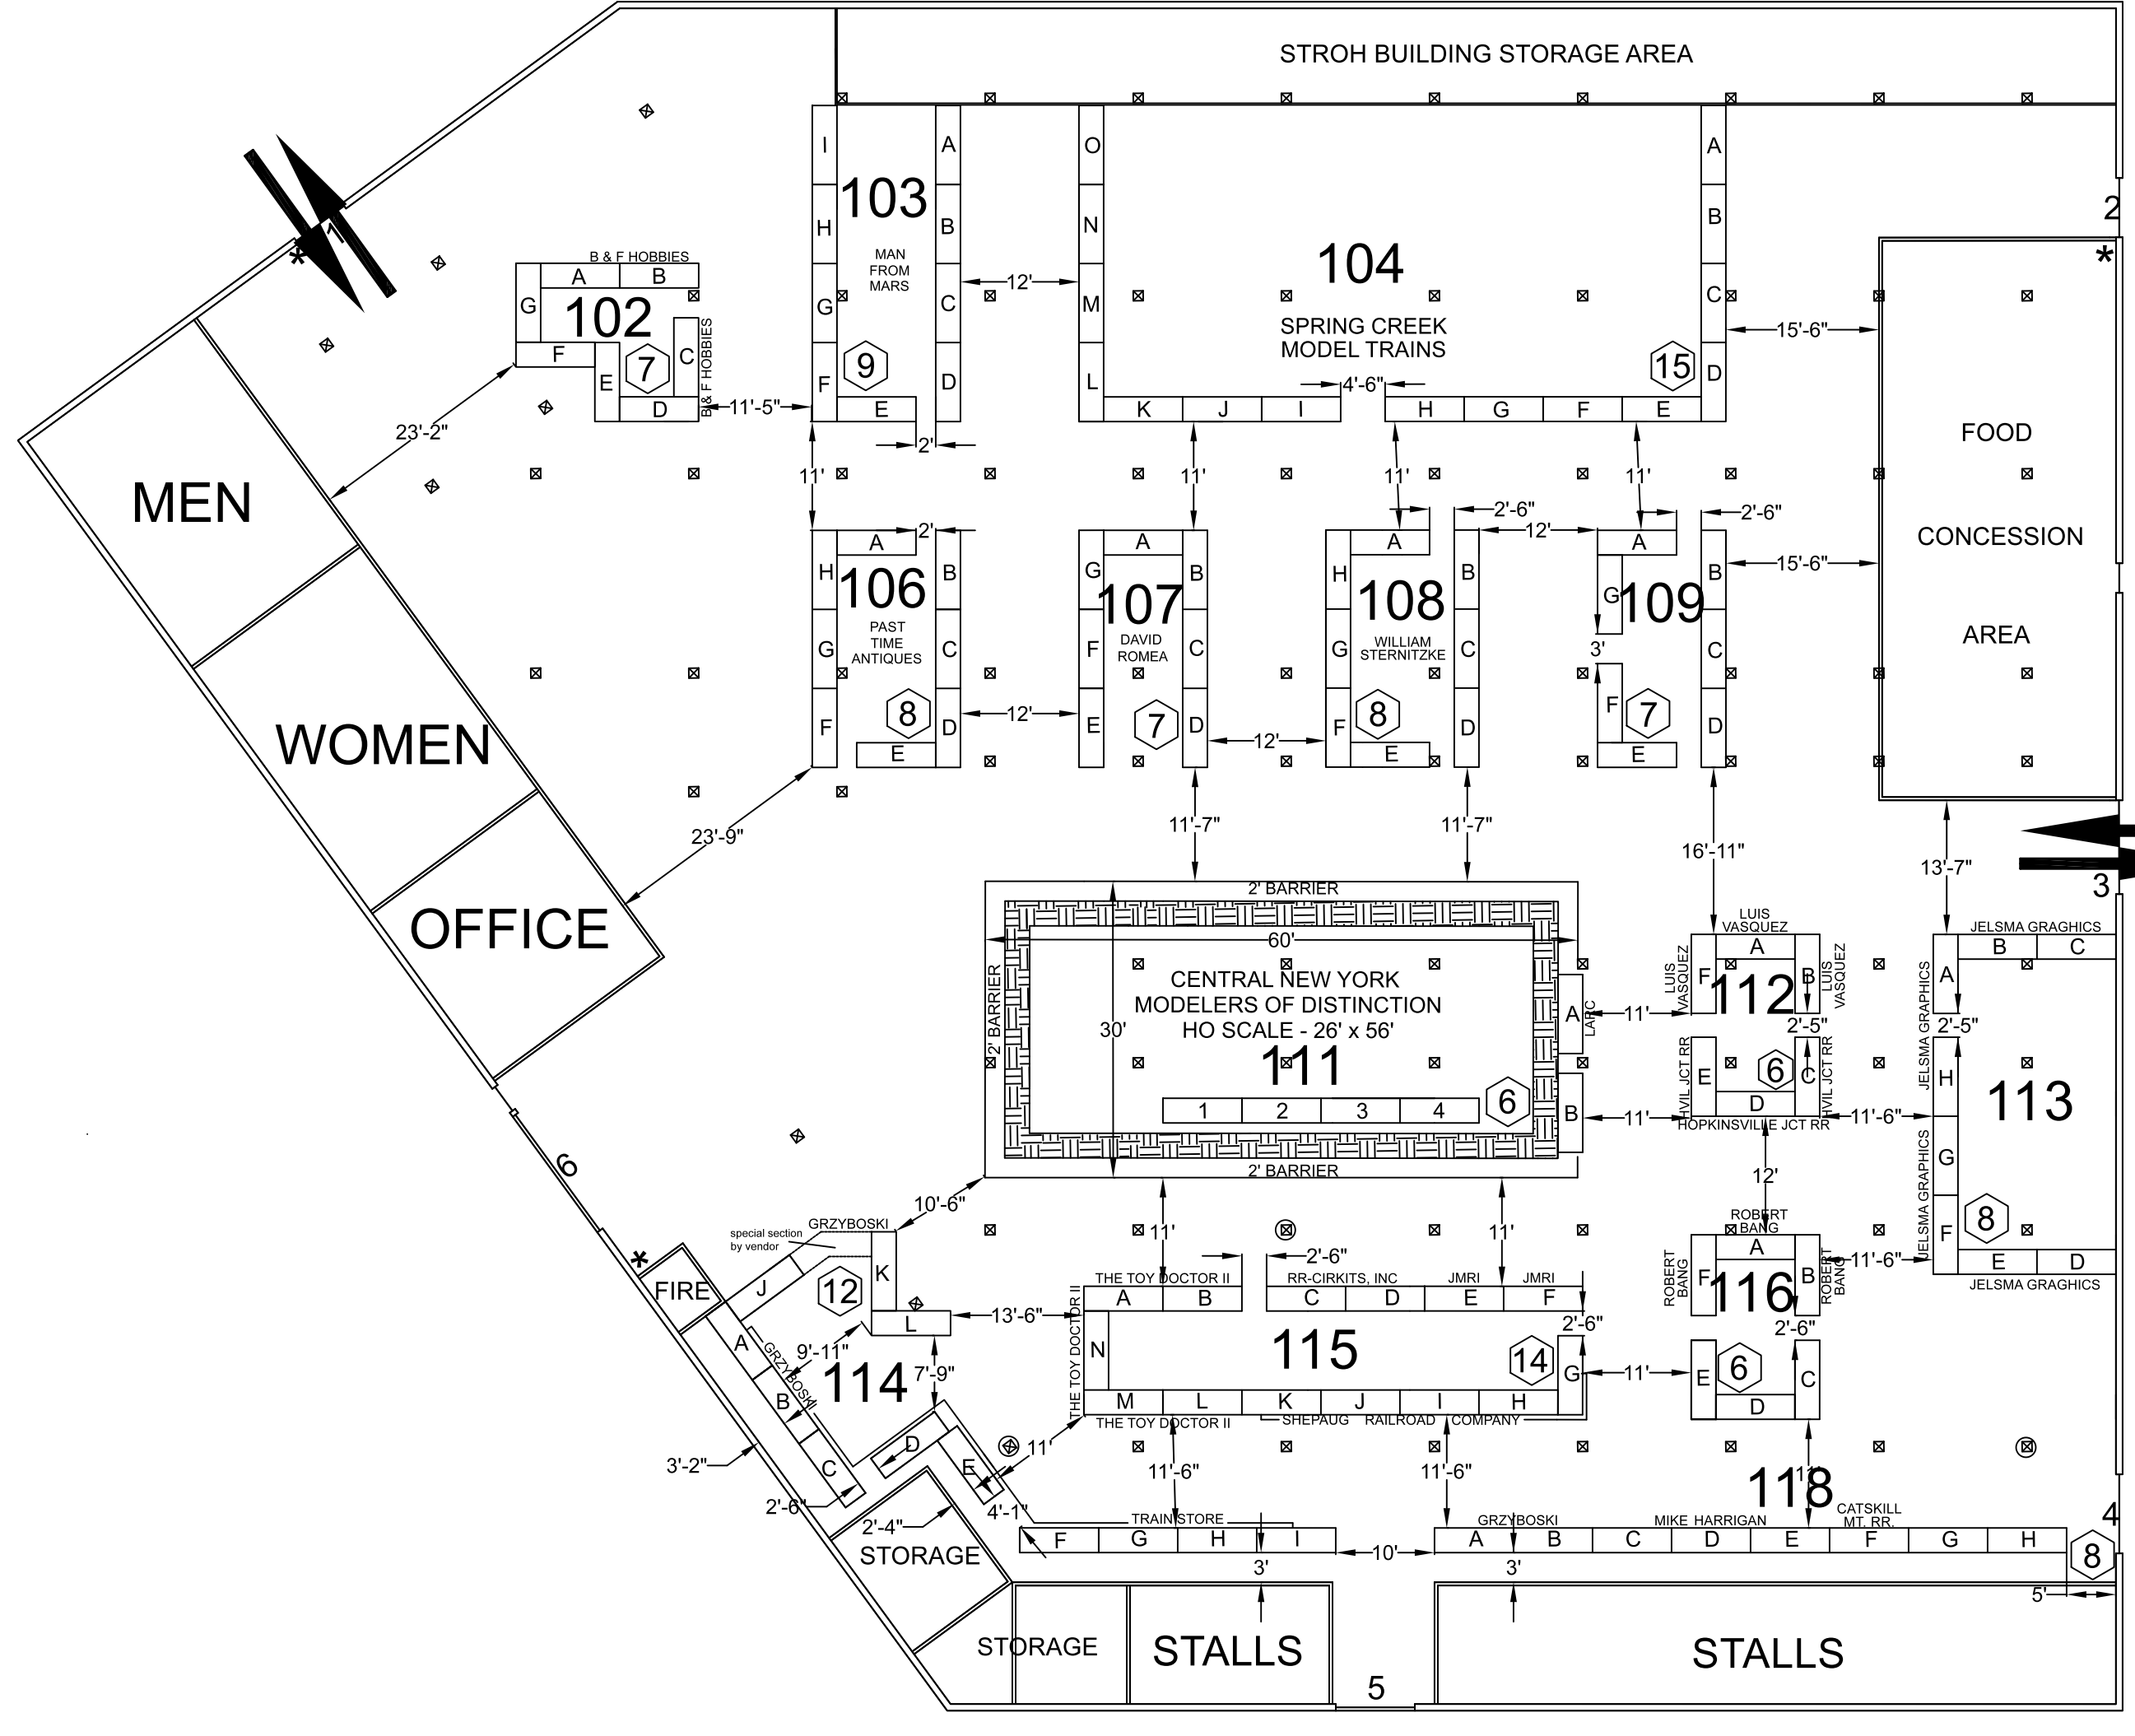 STROH BUILDING STORAGE AREA
1
*
2
*
I
H
G
F
103
MAN
FROM
MARS
9
E
A
B
C
D
2'
12'
O
N
M
L
104
SPRING CREEK
MODEL TRAINS
K
J
I
4'-6"
H
G
F
E
15
A
B
C
D
15'-6"
B & F HOBBIES
A
B
G
102
F
E
7
C
D
B & F HOBBIES
11'-5"
23'-2"
MEN
WOMEN
OFFICE
23'-9"
FOOD
CONCESSION
AREA
11'
11'
11'
11'
A
2'
H
G
F
106
PAST
TIME
ANTIQUES
8
E
B
C
D
12'
G
F
E
A
107
DAVID
ROMEA
7
B
C
D
12'
H
G
F
A
2'-6"
108
WILLIAM
STERNITZKE
8
E
B
C
D
12'
A
2'-6"
G
3'
F
109
7
E
B
C
D
15'-6"
11'-7"
11'-7"
16'-11"
13'-7"
3
2' BARRIER
60'
2' BARRIER
30'
CENTRAL NEW YORK
MODELERS OF DISTINCTION
HO SCALE - 26' x 56'
111
1
2
3
4
6
2' BARRIER
A
LARC
B
11'
11'
LUIS
VASQUEZ
LUIS
VASQUEZ
A
F
B
LUIS
VASQUEZ
112
2'-5"
HVIL JCT RR
E
6
C
HVIL JCT RR
D
HOPKINSVILLE JCT RR
11'-6"
12'
JELSMA GRAGHICS
B
C
A
JELSMA GRAPHICS
2'-5"
H
113
G
JELSMA GRAPHICS
F
8
E
D
JELSMA GRAGHICS
ROBERT
BANG
ROBERT
BANG
A
F
B
ROBERT
BANG
116
11'-6"
2'-6"
E
6
C
D
11'
6
*
FIRE
10'-6"
GRZYBOSKI
special section
by vendor
K
J
12
L
13'-6"
A
GRZYBOSKI
9'-11"
114
7'-9"
B
C
3'-2"
2'-6"
D
E
11'
4'-1"
2'-4"
STORAGE
11'
11'
2'-6"
THE TOY DOCTOR II
RR-CIRKITS, INC
JMRI
JMRI
A
B
C
D
E
F
2'-6"
THE TOY DOCTOR II
N
115
14
G
M
L
K
J
I
H
THE TOY DOCTOR II
SHEPAUG RAILROAD COMPANY
11'-6"
11'-6"
118
11'
TRAIN STORE
F
G
H
I
10'
3'
GRZYBOSKI
MIKE HARRIGAN
CATSKILL
MT. RR.
A
B
C
D
E
F
G
H
4
8
3'
5'
STORAGE
STALLS
STALLS
5